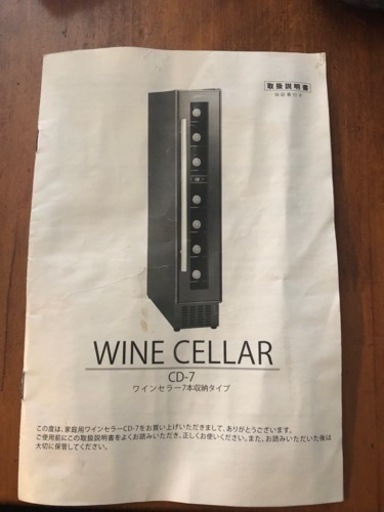 取扱説明書
保証書付き
WINE CELLAR
CD-7
ワインセラー7本収納タイプ
この度は、家庭用ワインセラーCD-7をお買い上げいただきまして、ありがとうございます。
ご使用前にこの取扱説明書をよくお読みいただき、正しくお使いください。また、お読みいただいた後は
大切に保管してください。